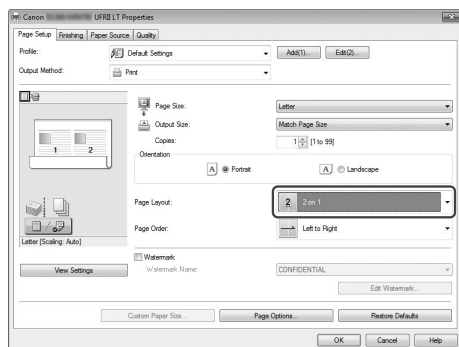 Canon UFRII LT Properties
Page Setup Finishing Paper Source Quality
Profile: Default Settings Add(1)... Edit(2)...
Output Method: Print
Page Size: Letter
Output Size: Match Page Size
Copies: 1 [1 to 99]
Orientation
A Portrait A Landscape
1 2
Page Layout: 2 2 on 1
Page Order: Left to Right
Letter [Scaling: Auto]
View Settings
Watermark
Watermark Name: CONFIDENTIAL
Edit Watermark...
Custom Paper Size... Page Options... Restore Defaults
OK Cancel Help